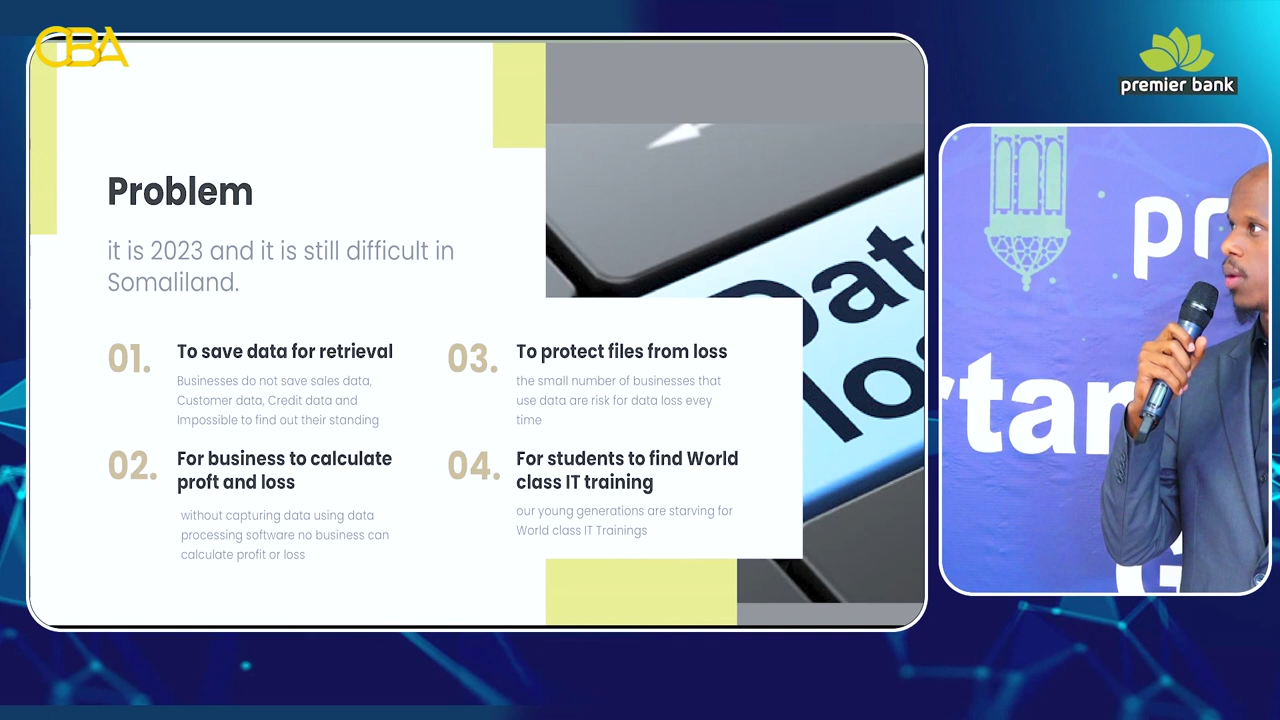 CBA
premier bank
Problem
it is 2023 and it is still difficult in
Somaliland.
01.
To save data for retrieval
Businesses do not save sales data,
Customer data, Credit data and
Impossible to find out their standing
02.
For business to calculate
proft and loss
without capturing data using data
processing software no business can
calculate profit or loss
03.
To protect files from loss
the small number of businesses that
use data are risk for data loss evey
time
04.
For students to find World
class IT training
our young generations are starving for
World class IT Trainings
Data
los
pr
rtar
G